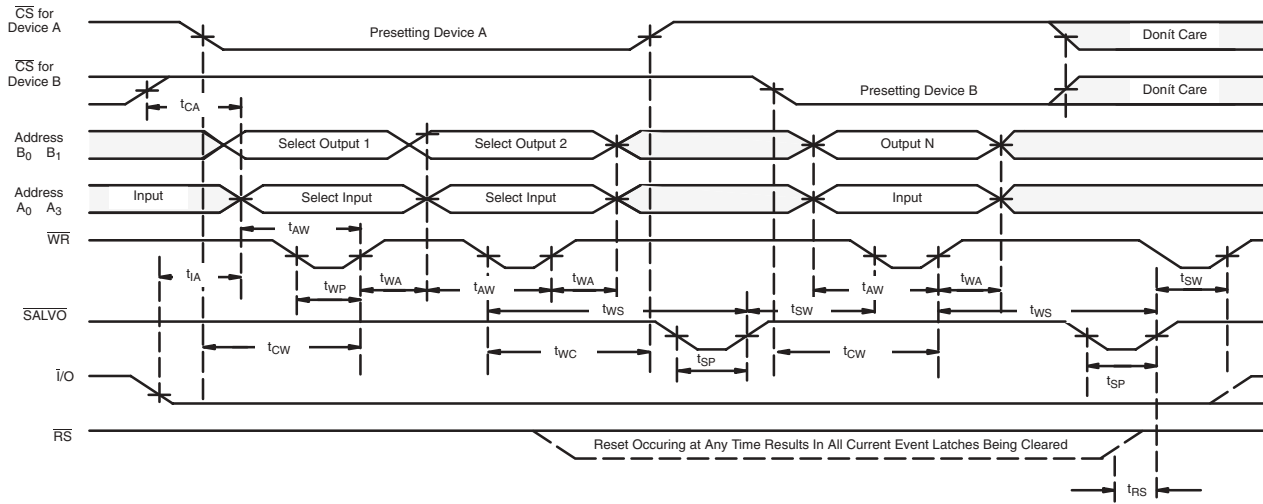 CS for
Device A
Presetting Device A
Donít Care
CS for
Device B
Presetting Device B
Donít Care
tCA
Address
B0 B1
Select Output 1
Select Output 2
Output N
Address
A0 A3
Input
Select Input
Select Input
Input
tAW
WR
tIA
tWP
tWA
tAW
tWA
tAW
tWA
tSW
tWS
tSW
tWS
SALVO
tCW
tWC
tSP
tCW
tSP
I/O
RS
Reset Occuring at Any Time Results In All Current Event Latches Being Cleared
tRS